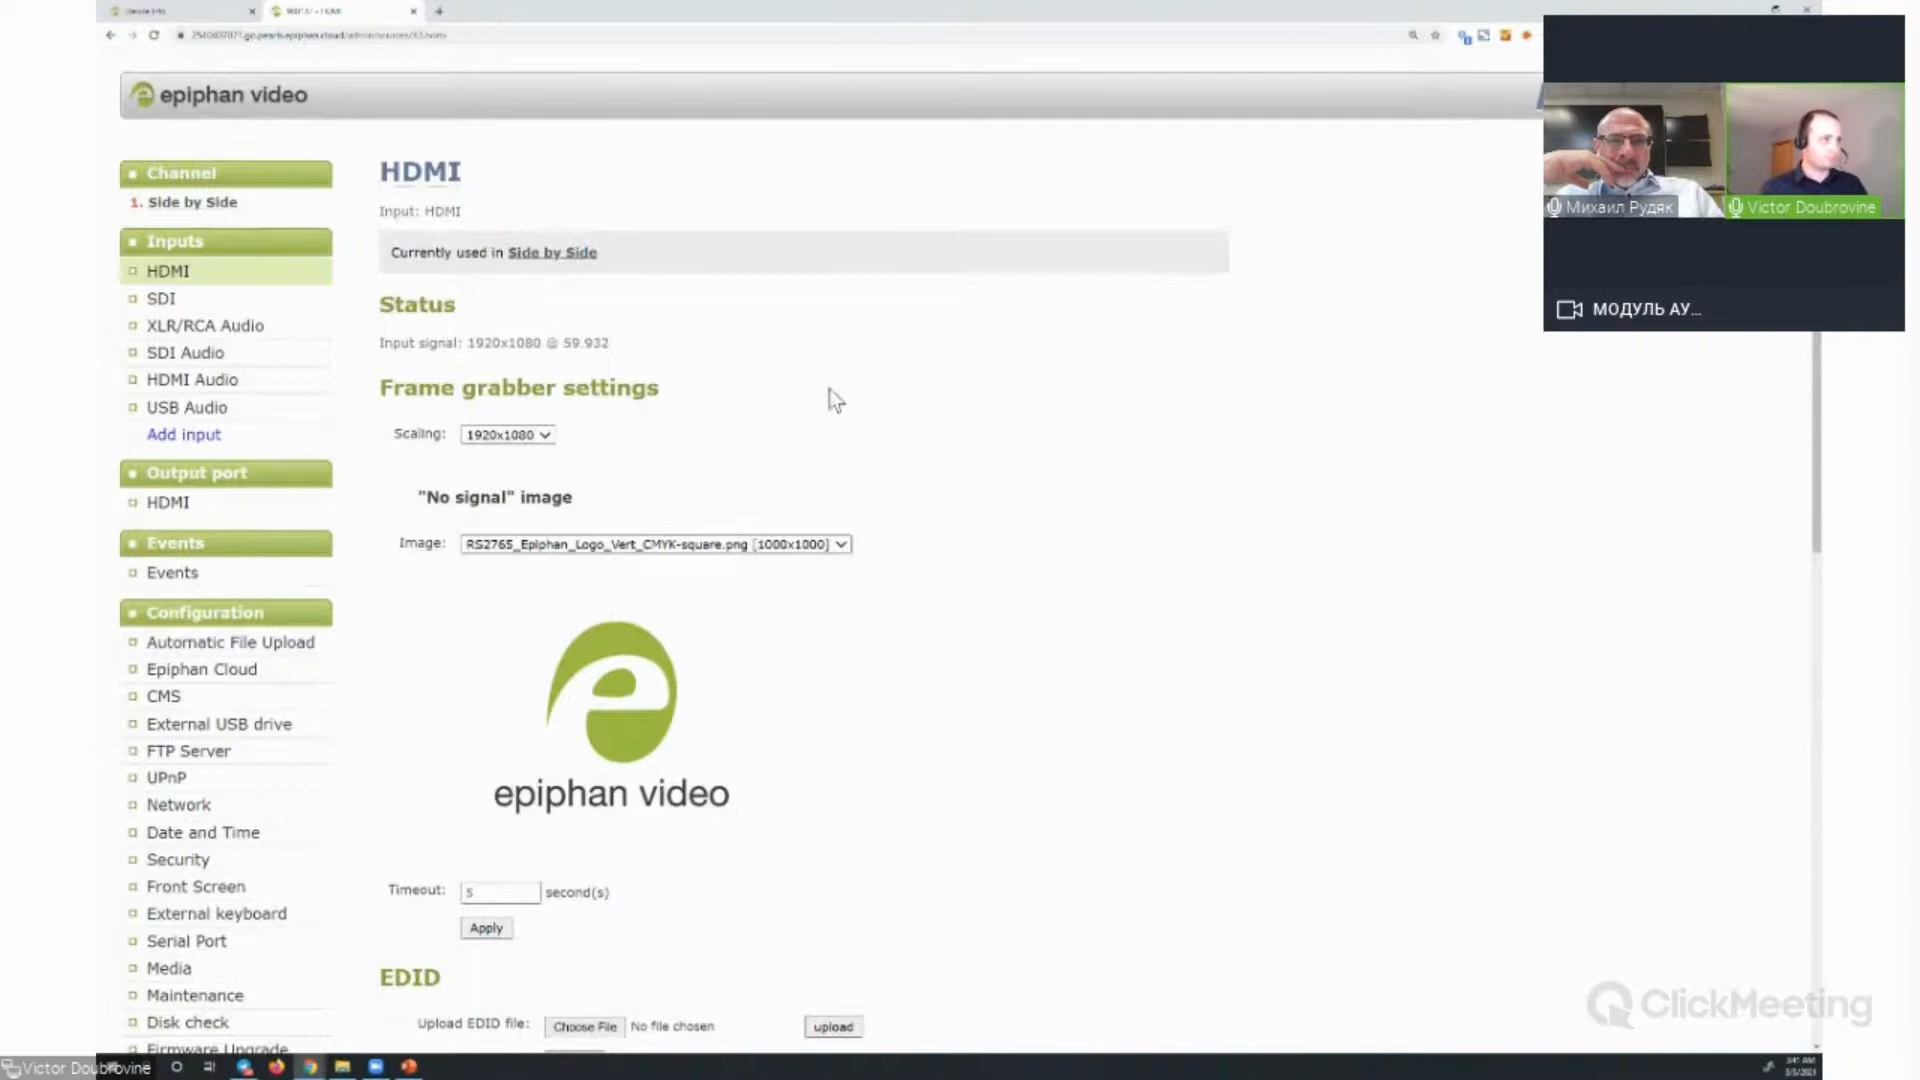 epiphan video
Channel
1. Side by Side
Inputs
HDMI
SDI
XLR/RCA Audio
SDI Audio
HDMI Audio
USB Audio
Add input
Output port
HDMI
Events
Events
Configuration
Automatic File Upload
Epiphan Cloud
CMS
External USB drive
FTP Server
UPnP
Network
Date and Time
Security
Front Screen
External keyboard
Serial Port
Media
Maintenance
Disk check
Firmware Upgrade
HDMI
Input: HDMI
Currently used in Side by Side
Status
Input signal: 1920x1080 @ 59.932
Frame grabber settings
Scaling: 1920x1080
"No signal" image
Image: RS2765_Epiphan_Logo_Vert_CMYK-square.png [1000x1000]
epiphan video
Timeout: 5 second(s)
Apply
EDID
Upload EDID file: Choose File No file chosen upload
Михаил Рудяк
Victor Doubrovine
МОДУЛЬ АУ...
ClickMeeting
Victor Doubrovine